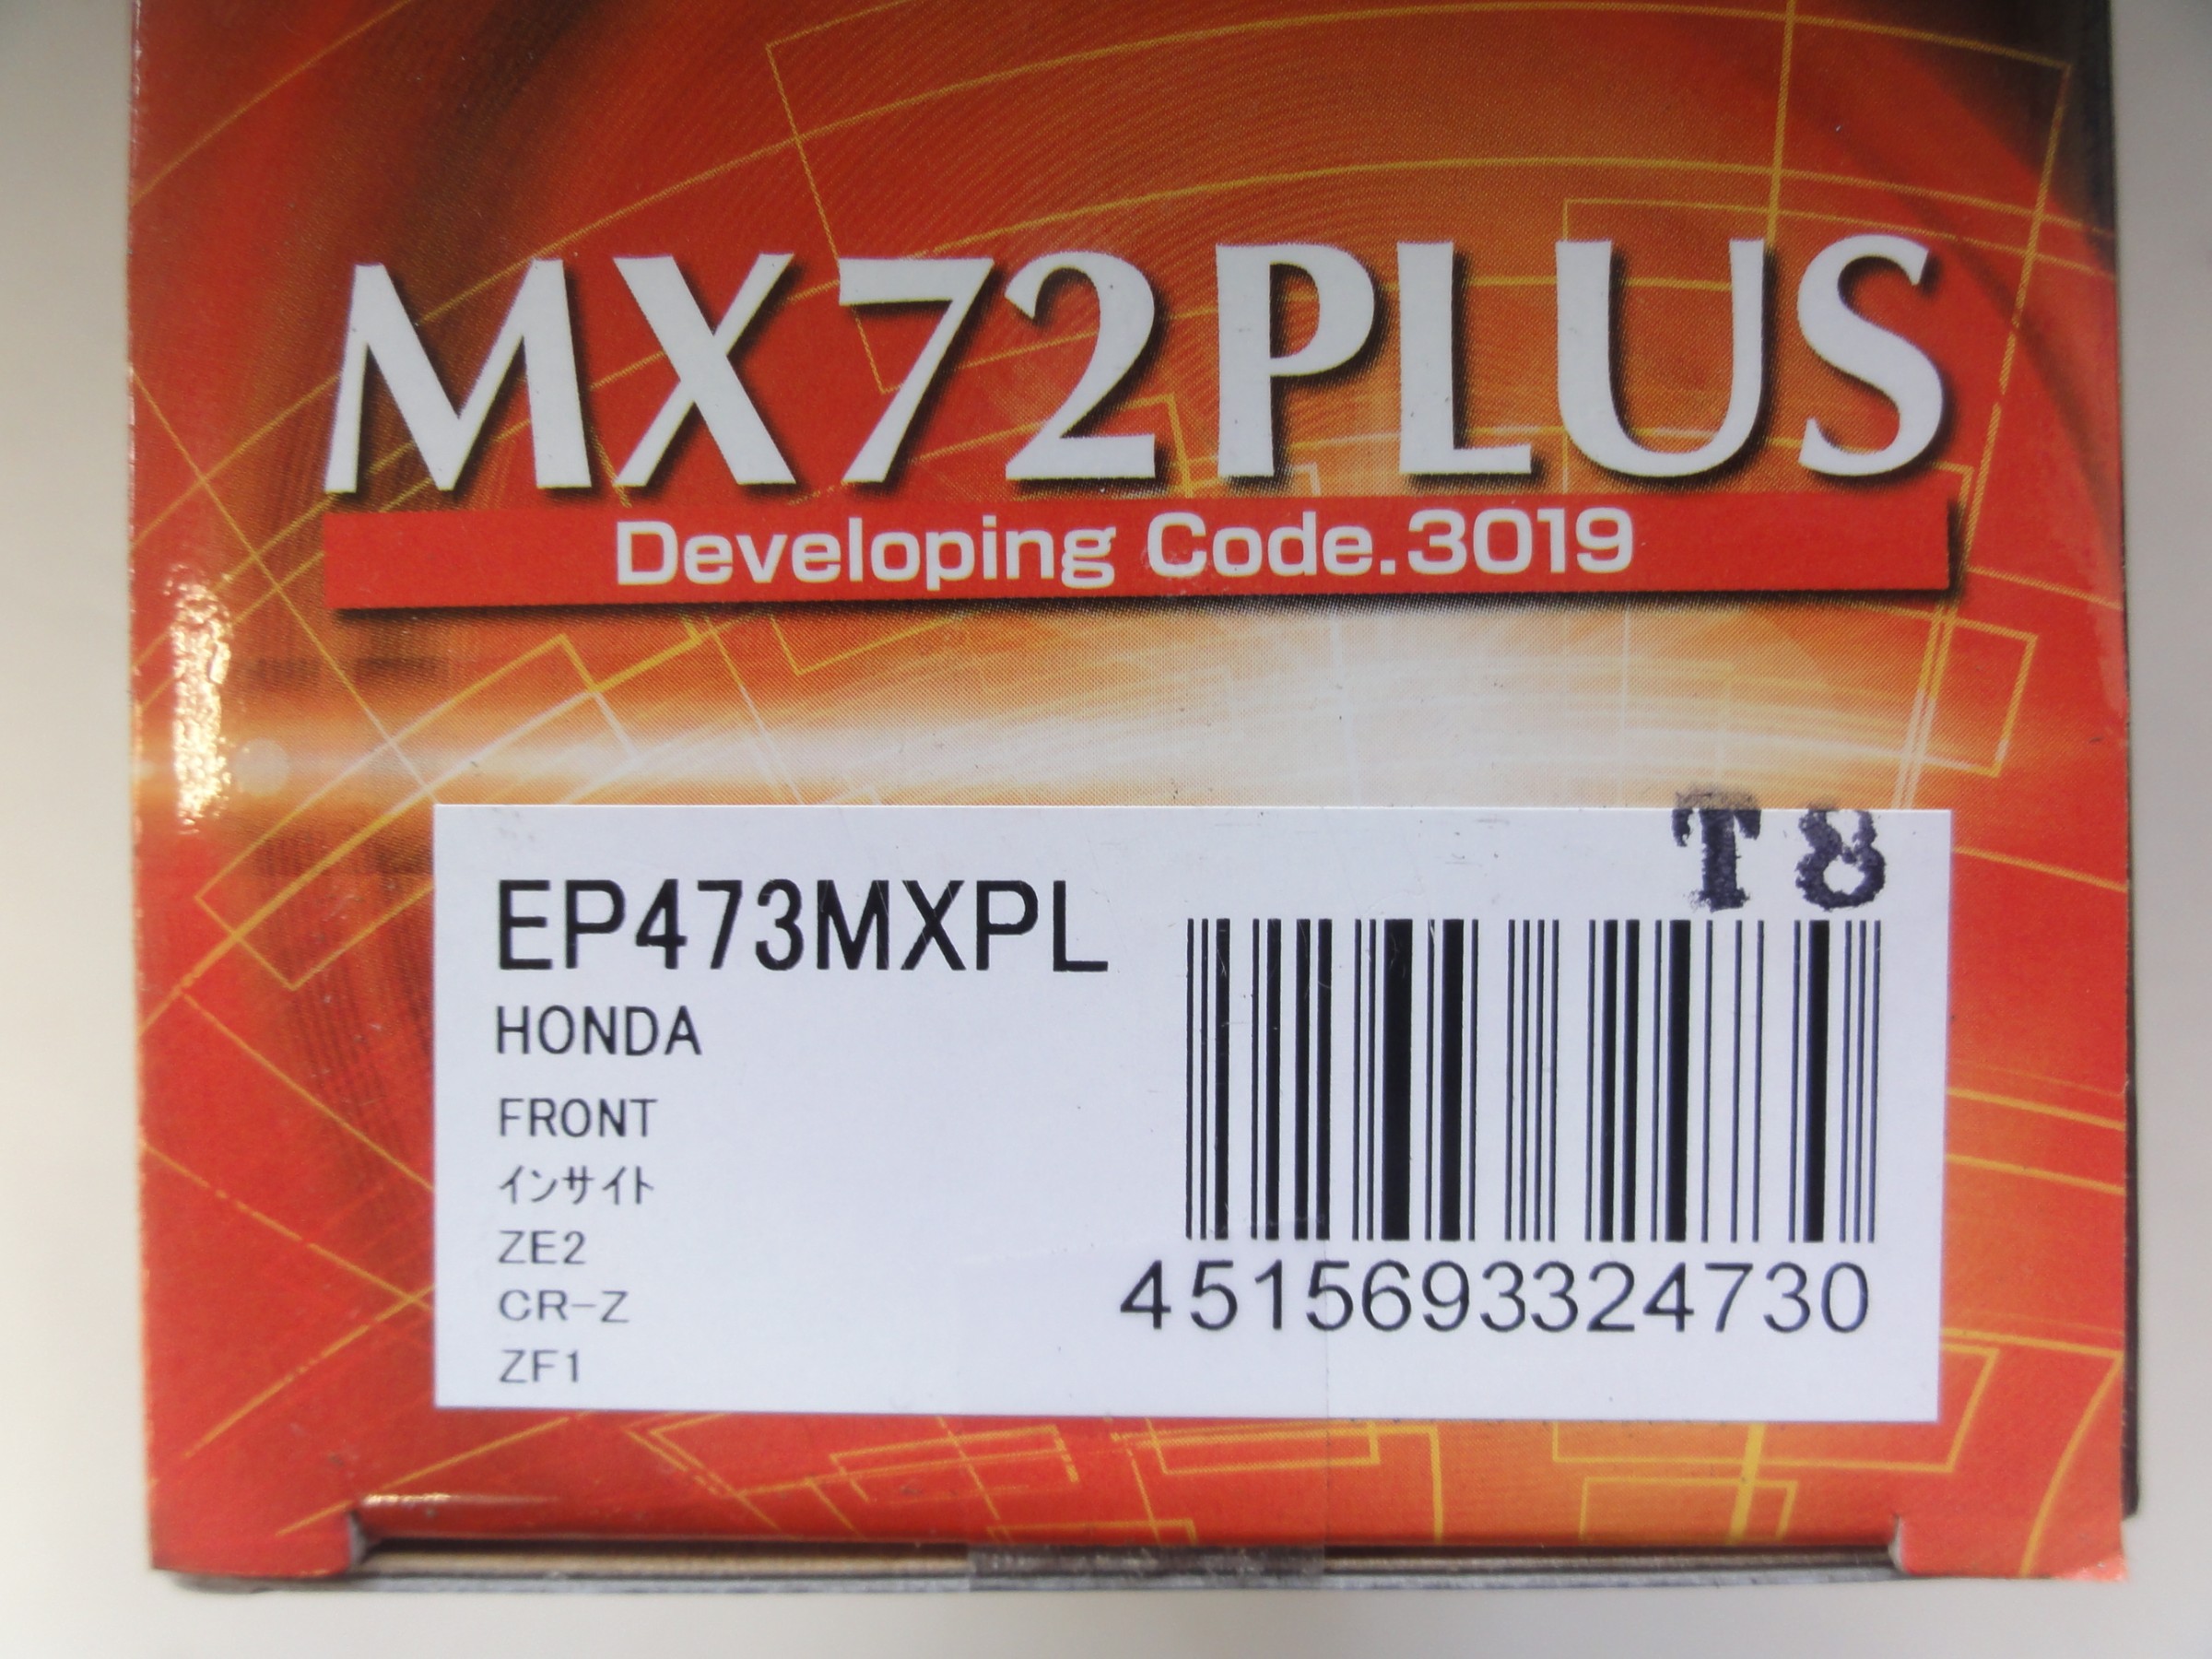 MX72PLUS
Developing Code.3019
T8
EP473MXPL
HONDA
FRONT
インサイト
ZE2
CR-Z
ZF1
4515693324730